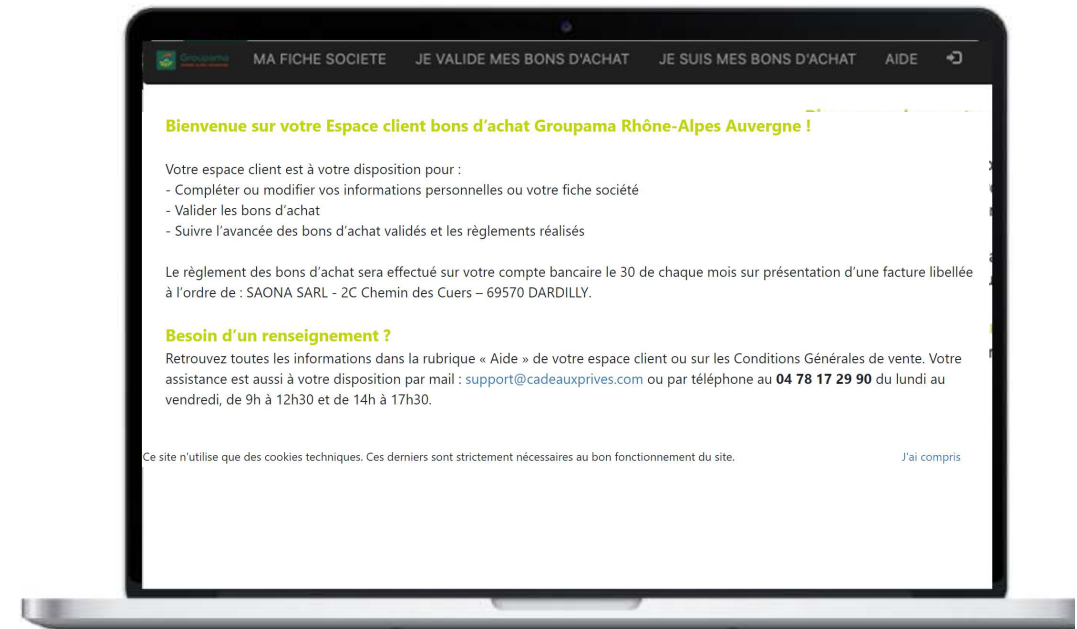 Groupama MA FICHE SOCIETE JE VALIDE MES BONS D'ACHAT JE SUIS MES BONS D'ACHAT AIDE
Bienvenue sur votre Espace client bons d’achat Groupama Rhône-Alpes Auvergne !
Votre espace client est à votre disposition pour :
- Compléter ou modifier vos informations personnelles ou votre fiche société
- Valider les bons d’achat
- Suivre l’avancée des bons d’achat validés et les règlements réalisés
Le règlement des bons d’achat sera effectué sur votre compte bancaire le 30 de chaque mois sur présentation d’une facture libellée
à l’ordre de : SAONA SARL - 2C Chemin des Cuers – 69570 DARDILLY.
Besoin d’un renseignement ?
Retrouvez toutes les informations dans la rubrique « Aide » de votre espace client ou sur les Conditions Générales de vente. Votre
assistance est aussi à votre disposition par mail : support@cadeauxprives.com ou par téléphone au 04 78 17 29 90 du lundi au
vendredi, de 9h à 12h30 et de 14h à 17h30.
Ce site n'utilise que des cookies techniques. Ces derniers sont strictement nécessaires au bon fonctionnement du site. J'ai compris